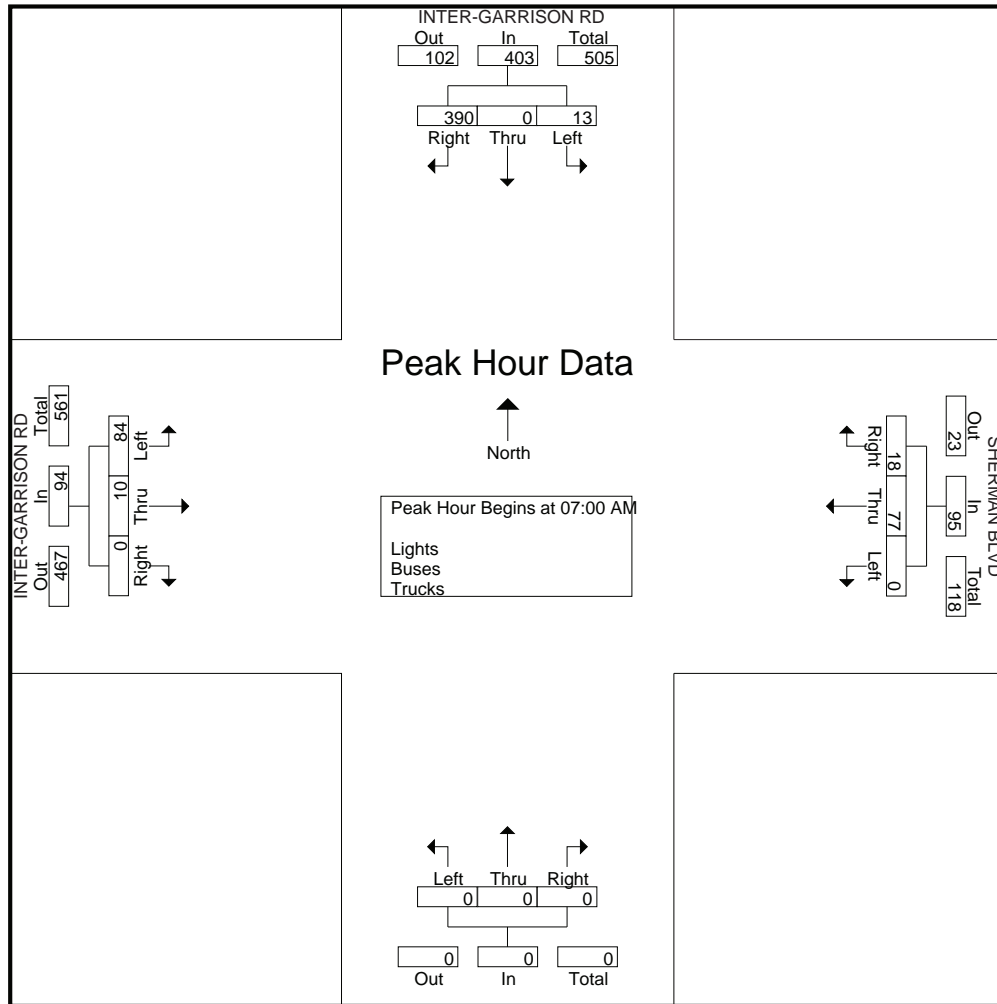 INTER-GARRISON RD
Out In Total
102 403 505
390 0 13
Right Thru Left
Peak Hour Data
North
Peak Hour Begins at 07:00 AM
Lights
Buses
Trucks
INTER-GARRISON RD
Out In Total
467 94 561
0 10 84
Right Thru Left
SHERMAN BLVD
Out In Total
23 95 118
18 77 0
Right Thru Left
Left Thru Right
0 0 0
0 0 0
Out In Total